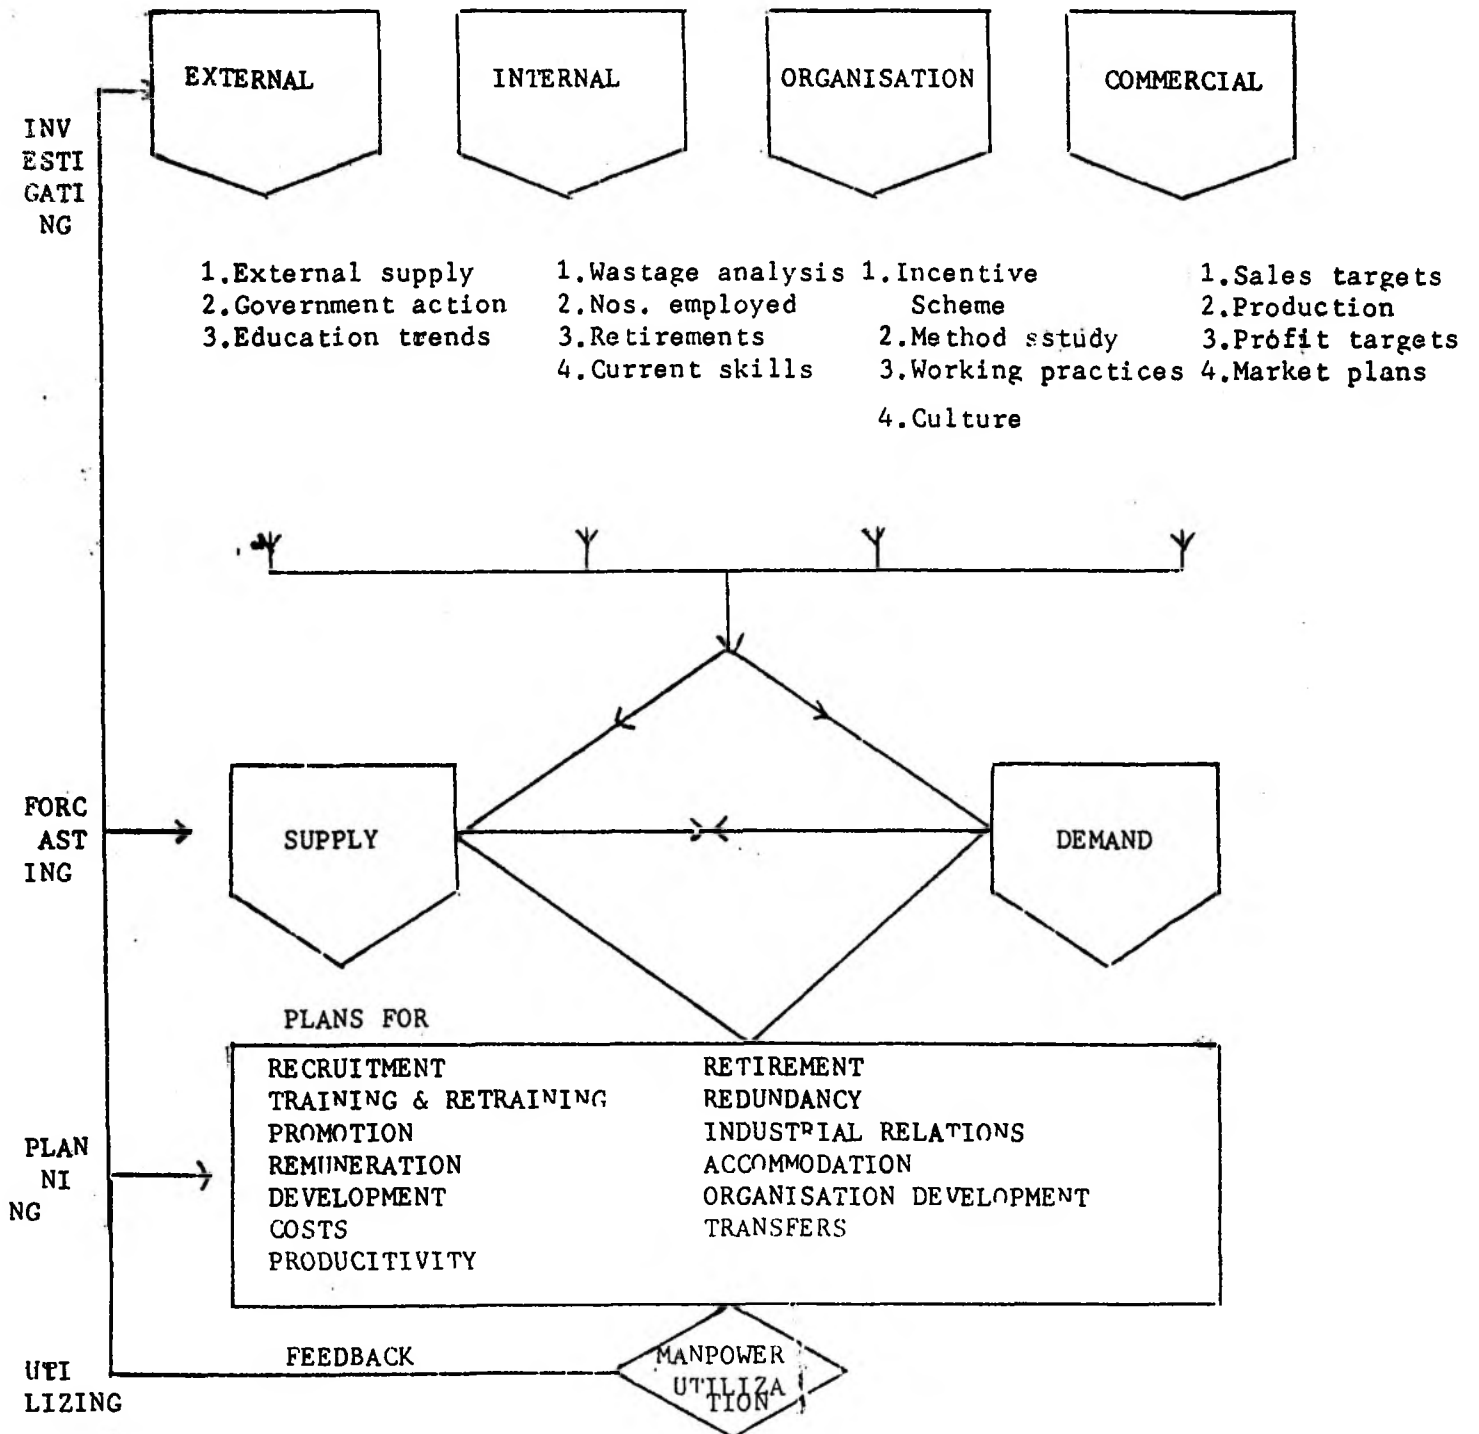 EXTERNAL
INTERNAL
ORGANISATION
COMMERCIAL
INV
ESTI
GATI
NG
1.External supply
2.Government action
3.Education trends
1.Wastage analysis
2.Nos. employed
3.Retirements
4.Current skills
1.Incentive
Scheme
2.Method sstudy
3.Working practices
4.Culture
1.Sales targets
2.Production
3.Profit targets
4.Market plans
FORC
AST
ING
SUPPLY
DEMAND
PLANS FOR
PLAN
NI
NG
RECRUITMENT
TRAINING & RETRAINING
PROMOTION
REMUNERATION
DEVELOPMENT
COSTS
PRODUCITIVITY
RETIREMENT
REDUNDANCY
INDUSTRIAL RELATIONS
ACCOMMODATION
ORGANISATION DEVELOPMENT
TRANSFERS
UTI
LIZING
FEEDBACK
MANPOWER
UTILIZA
TION